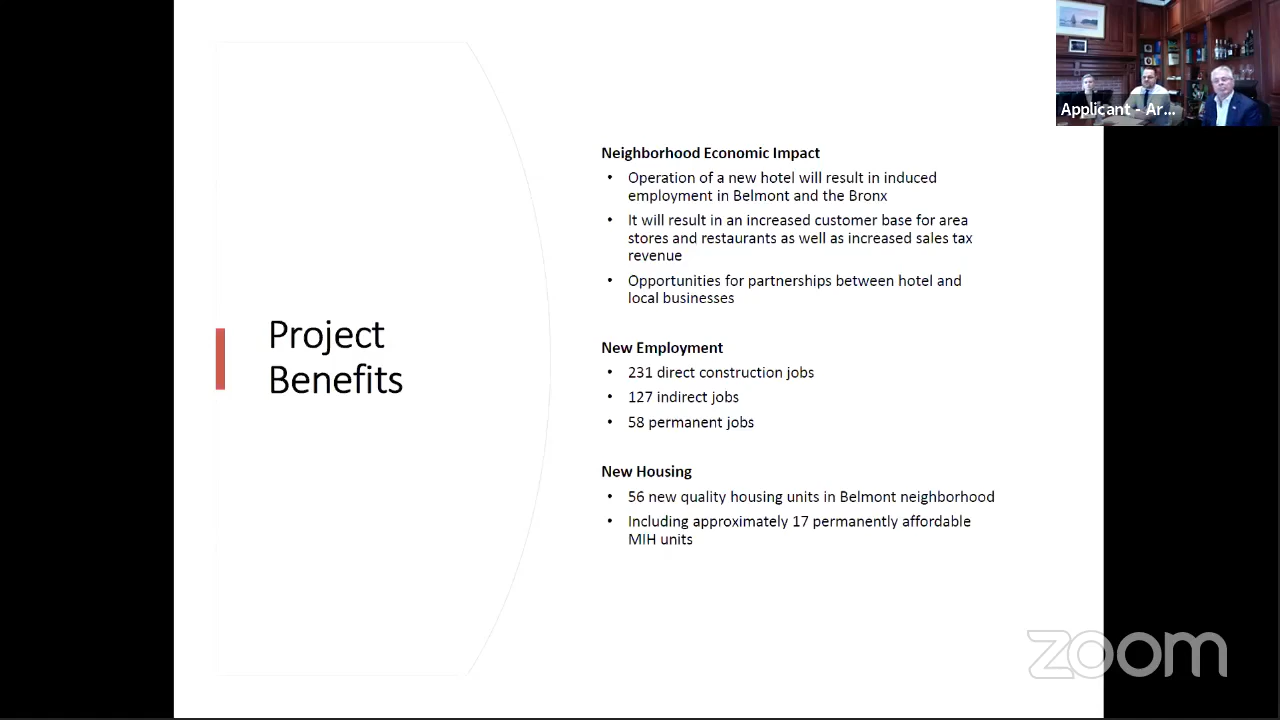 Applicant - Ar...
Neighborhood Economic Impact
• Operation of a new hotel will result in induced
employment in Belmont and the Bronx
• It will result in an increased customer base for area
stores and restaurants as well as increased sales tax
revenue
• Opportunities for partnerships between hotel and
local businesses
Project
Benefits
New Employment
• 231 direct construction jobs
• 127 indirect jobs
• 58 permanent jobs
New Housing
• 56 new quality housing units in Belmont neighborhood
• Including approximately 17 permanently affordable
MIH units
zoom